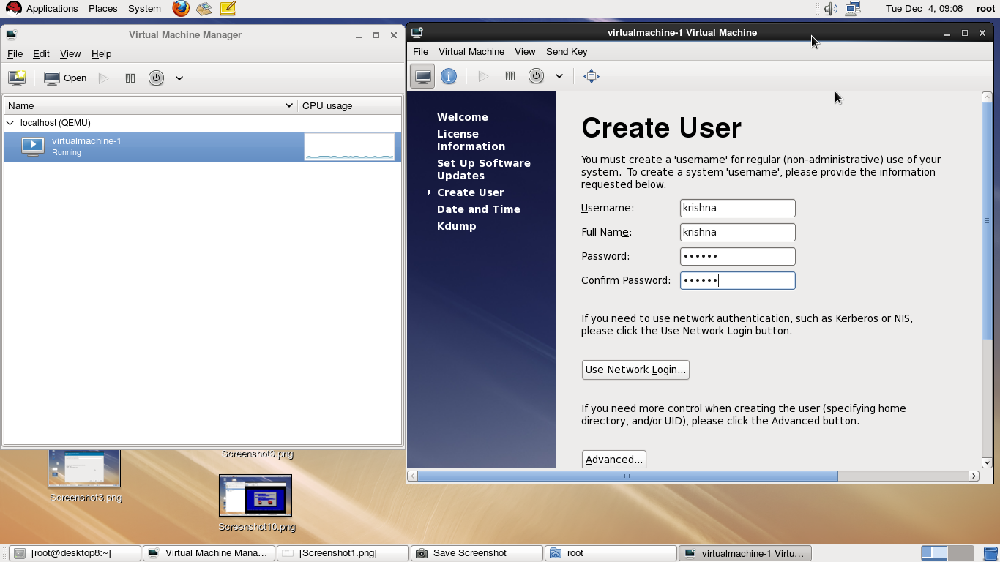 Applications Places System
Tue Dec 4, 09:08 root
Virtual Machine Manager
File Edit View Help
Open
Name CPU usage
localhost (QEMU)
virtualmachine-1
Running
virtualmachine-1 Virtual Machine
File Virtual Machine View Send Key
Welcome
License
Information
Set Up Software
Updates
Create User
Date and Time
Kdump
Create User
You must create a 'username' for regular (non-administrative) use of your
system. To create a system 'username', please provide the information
requested below.
Username: krishna
Full Name: krishna
Password: ••••••
Confirm Password: ••••••
If you need to use network authentication, such as Kerberos or NIS,
please click the Use Network Login button.
Use Network Login...
If you need more control when creating the user (specifying home
directory, and/or UID), please click the Advanced button.
Advanced...
Screenshot9.png
Screenshot3.png
Screenshot10.png
[root@desktop8:~] Virtual Machine Mana... [Screenshot1.png] Save Screenshot root virtualmachine-1 Virtu...